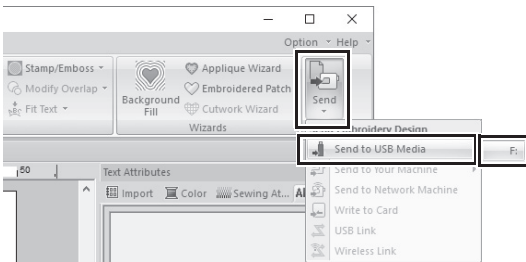 Option Help
Stamp/Emboss
Modify Overlap
Fit Text
Background
Fill
Applique Wizard
Embroidered Patch
Cutwork Wizard
Wizards
Send
Embroidery Design
Send to USB Media
F:
Send to Your Machine
Send to Network Machine
Write to Card
USB Link
Wireless Link
50
Text Attributes
Import Color Sewing At...